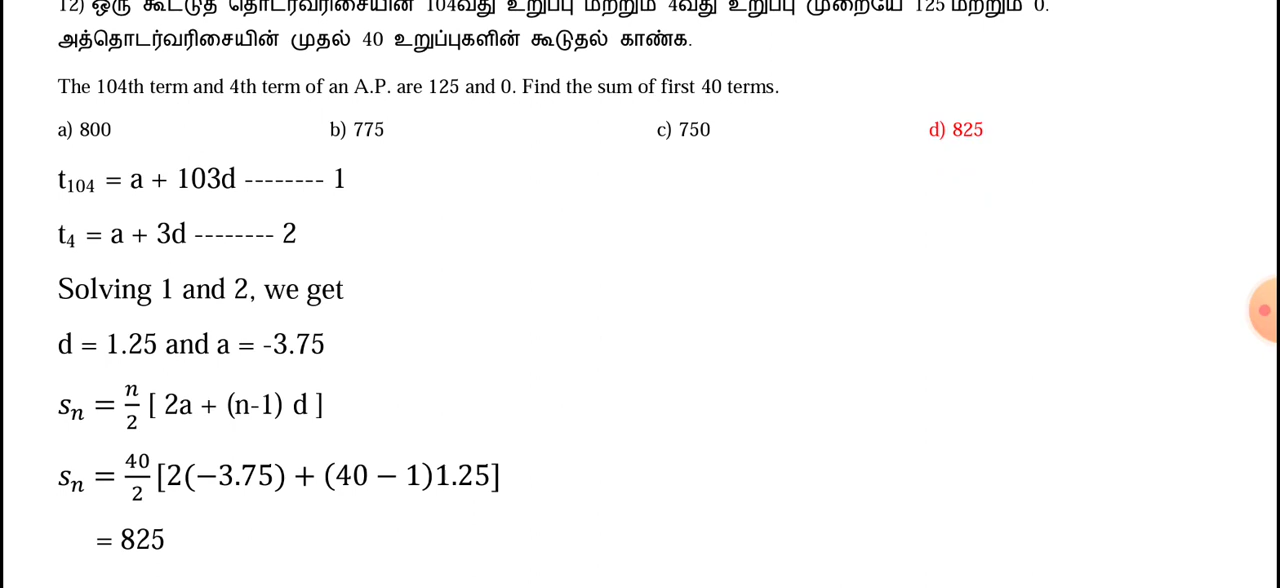 12) ஒரு கூட்டுத் தொடர்வரிசையின் 104வது உறுப்பு மற்றும் 4வது உறுப்பு முறையே 125 மற்றும் 0.
அத்தொடர்வரிசையின் முதல் 40 உறுப்புகளின் கூடுதல் காண்க.
The 104th term and 4th term of an A.P. are 125 and 0. Find the sum of first 40 terms.
a) 800 b) 775 c) 750 d) 825
t₁₀₄ = a + 103d -------- 1
t₄ = a + 3d -------- 2
Solving 1 and 2, we get
d = 1.25 and a = -3.75
sₙ = n/2 [ 2a + (n-1) d ]
sₙ = 40/2 [2(−3.75) + (40 − 1)1.25]
= 825